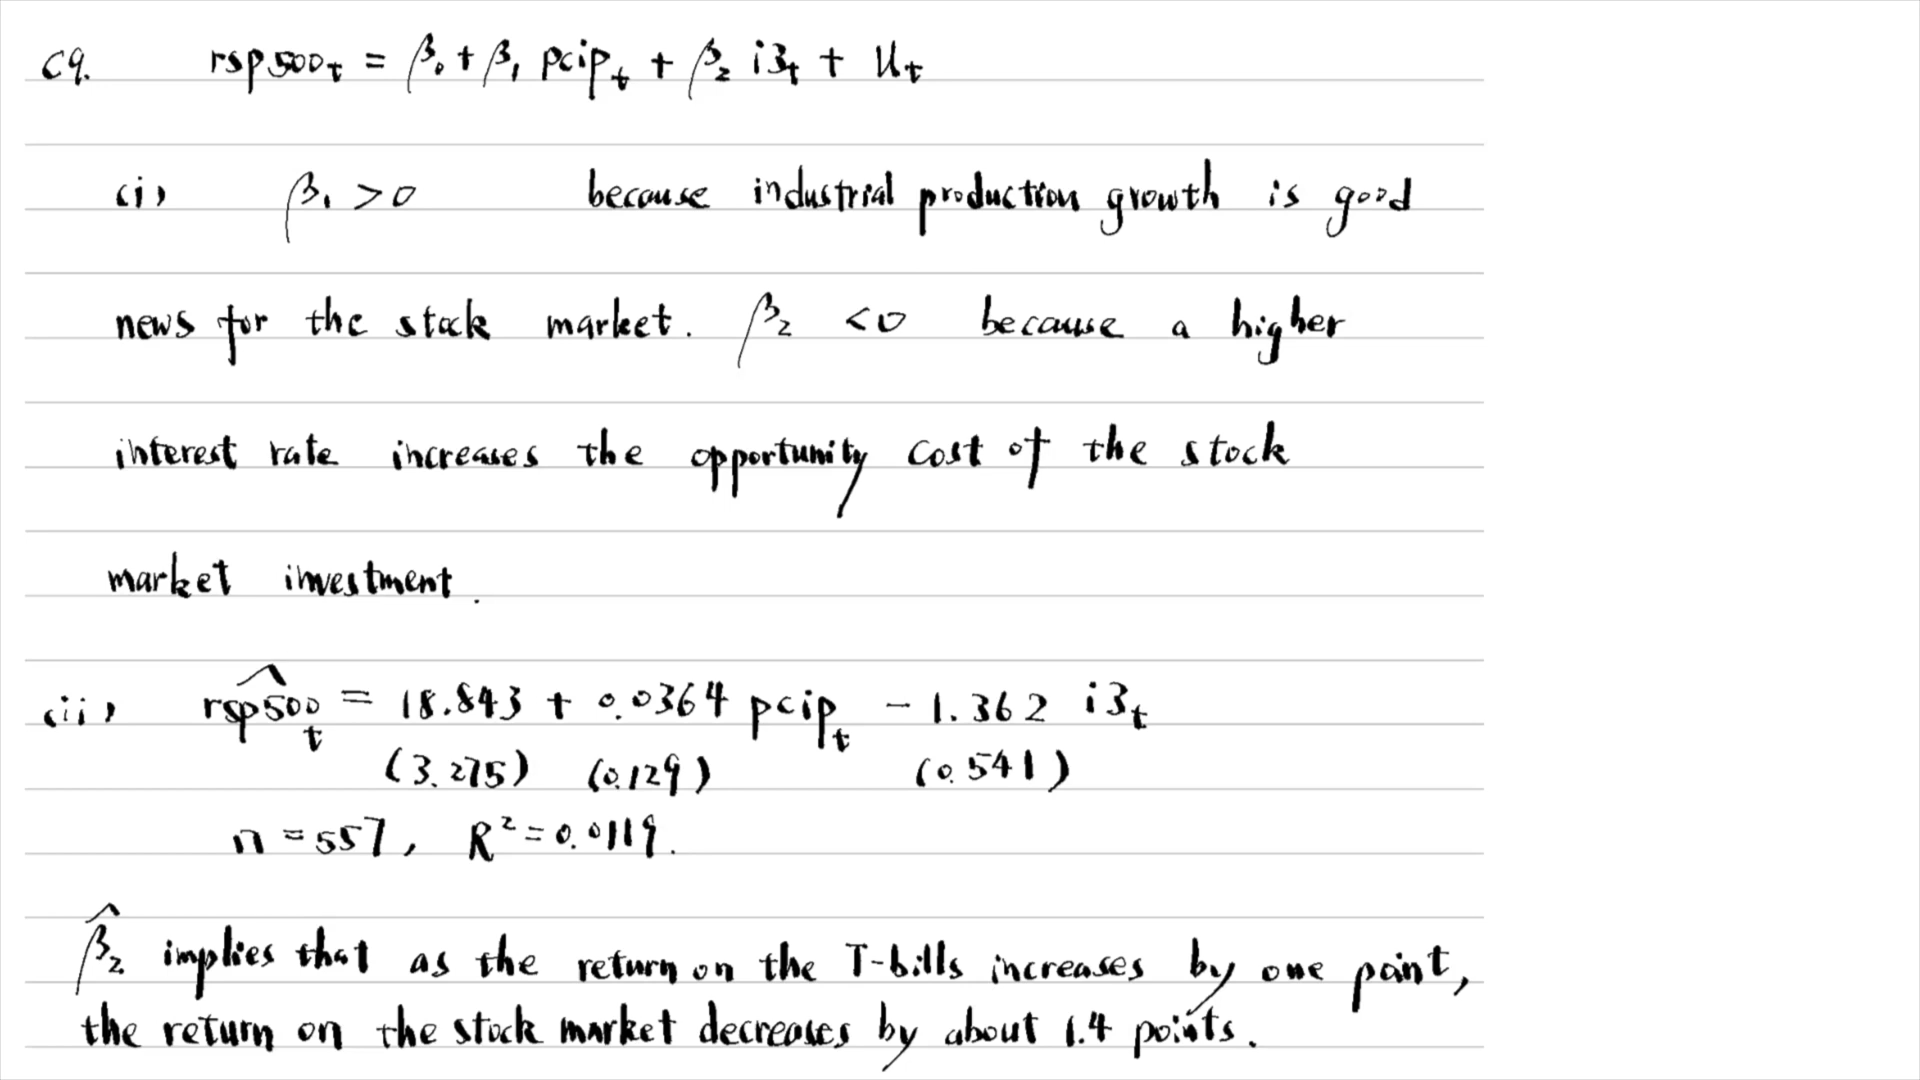 C9. rsp500ₜ = β₀ + β₁ pcipₜ + β₂ i3ₜ + uₜ
(i) β₁ > 0 because industrial production growth is good
news for the stock market. β₂ < 0 because a higher
interest rate increases the opportunity cost of the stock
market investment.
(ii) \widehat{rsp500}ₜ = 18.843 + 0.0364 pcipₜ - 1.362 i3ₜ
(3.275) (0.129) (0.541)
n = 557, R² = 0.0119.
β̂₂ implies that as the return on the T-bills increases by one point,
the return on the stock market decreases by about 1.4 points.